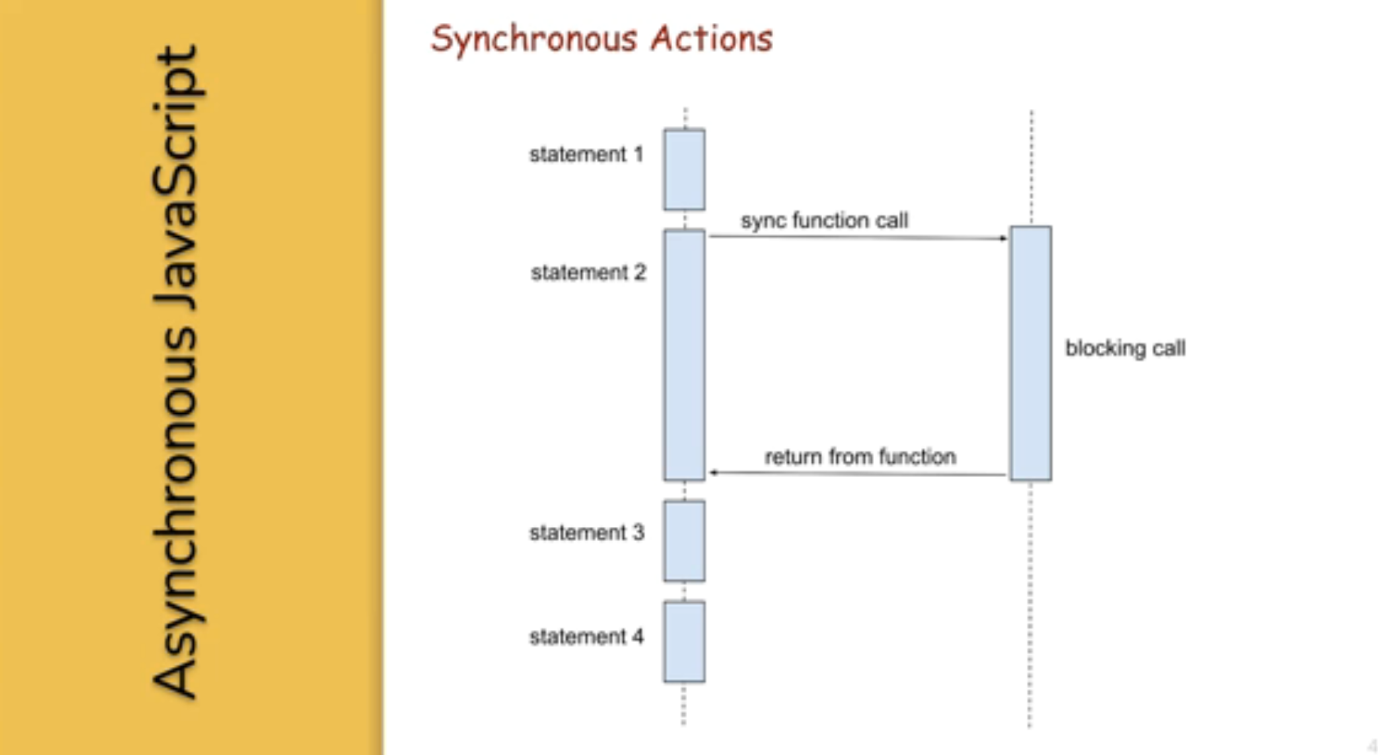 Asynchronous JavaScript
Synchronous Actions
statement 1
sync function call
statement 2
blocking call
return from function
statement 3
statement 4
4